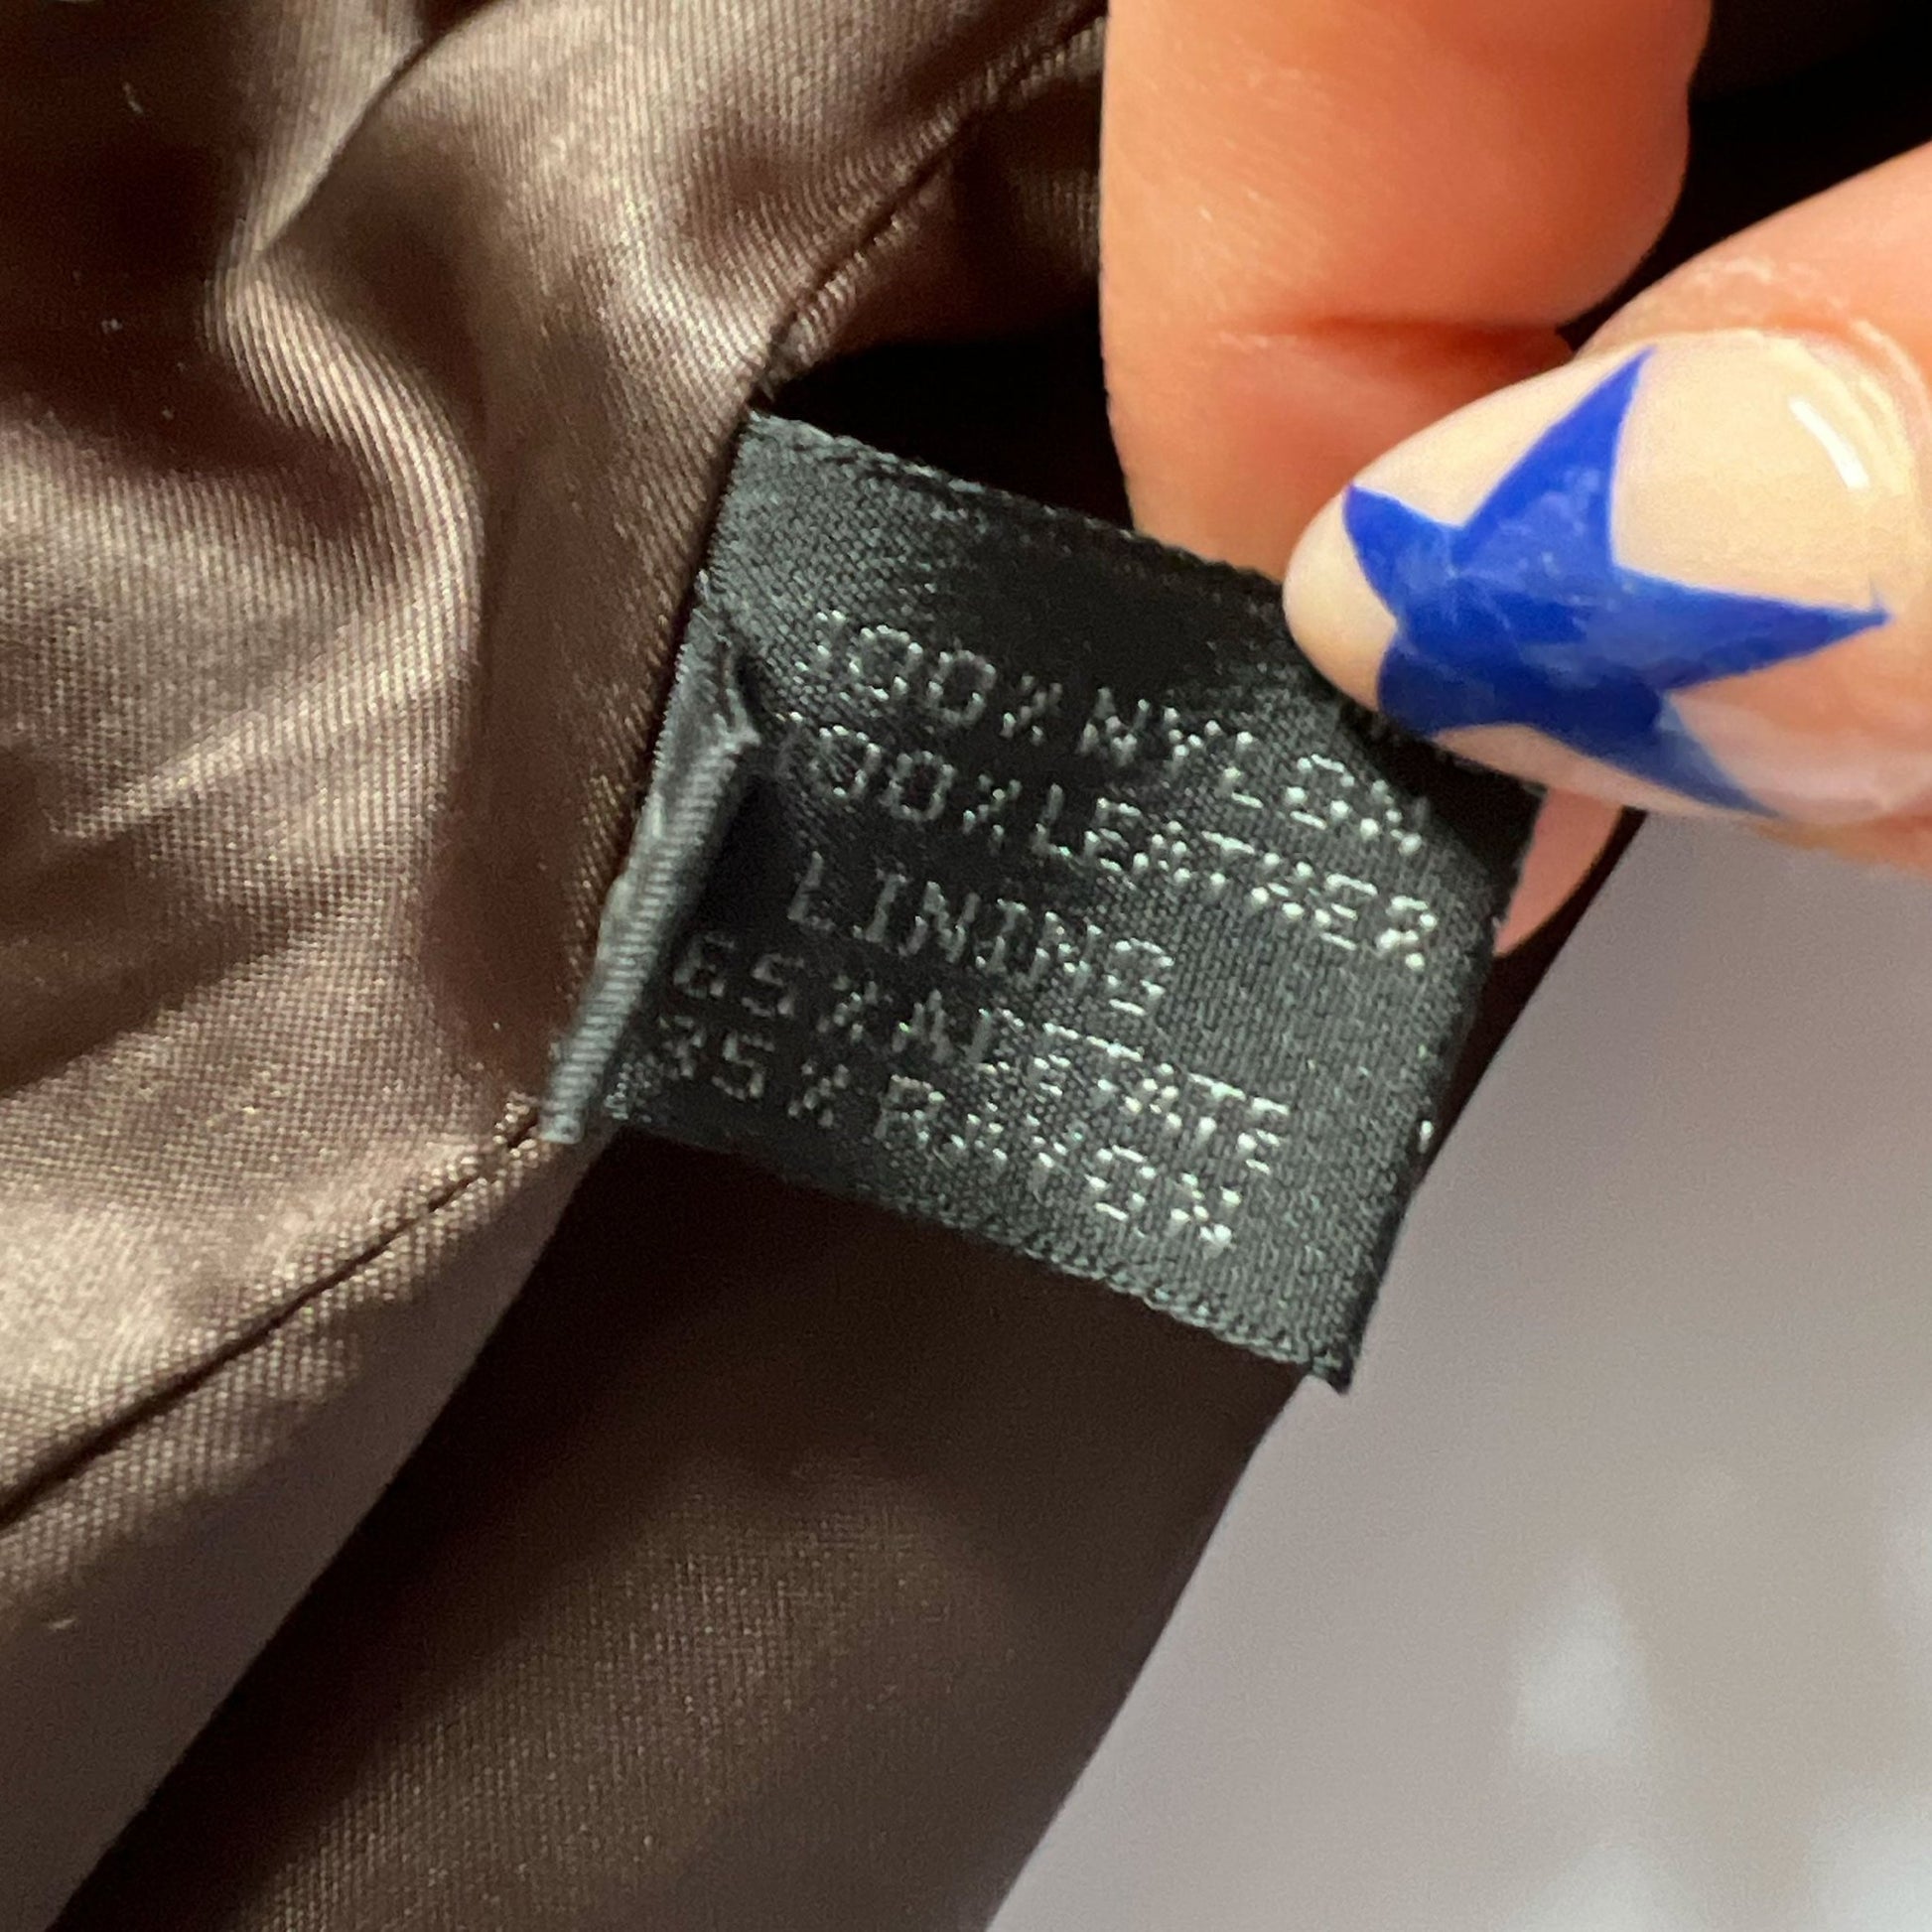 100% NYLON
100% LEATHER
LINING
65% ACETATE
35% RAYON